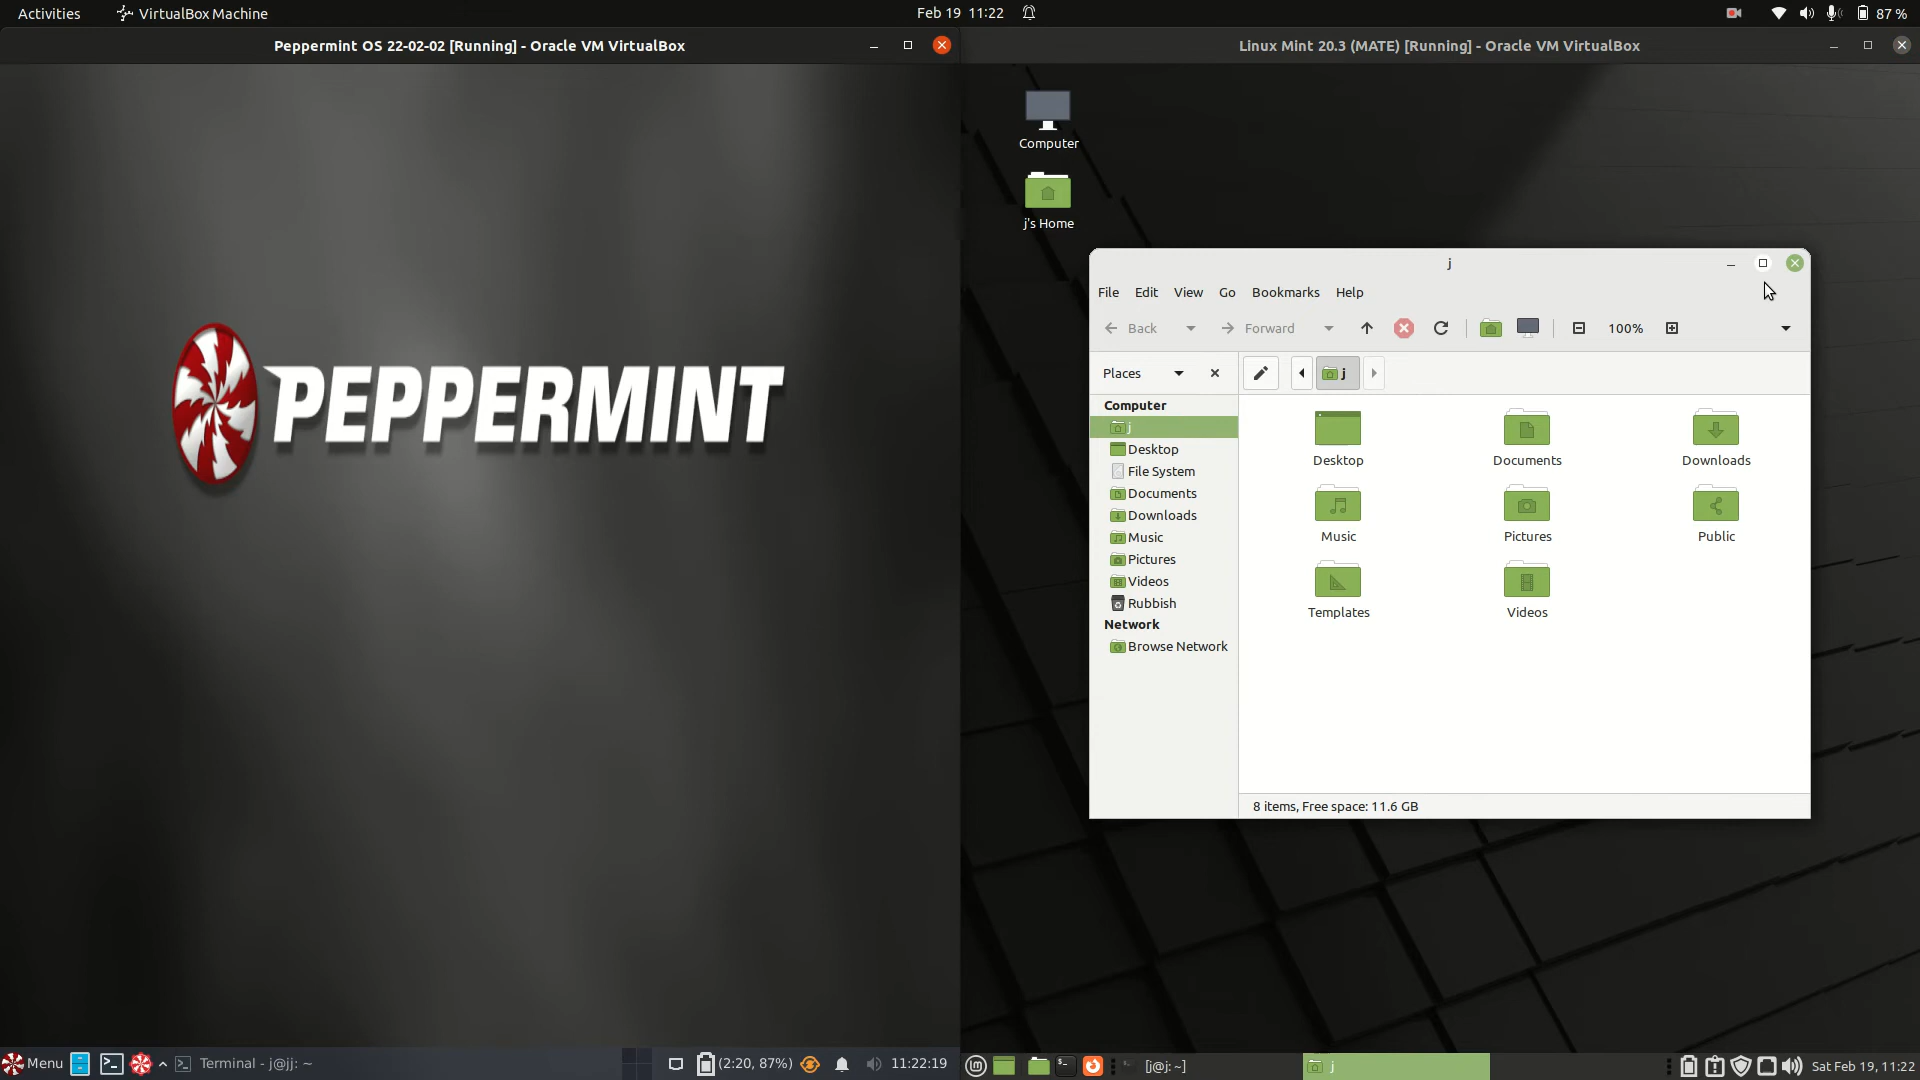 Activities
VirtualBox Machine
Feb 19 11:22
87 %
Peppermint OS 22-02-02 [Running] - Oracle VM VirtualBox
Linux Mint 20.3 (MATE) [Running] - Oracle VM VirtualBox
Computer
j's Home
PEPPERMINT
j
File Edit View Go Bookmarks Help
Back Forward 100%
Places
j
Computer
j
Desktop
File System
Documents
Downloads
Music
Pictures
Videos
Rubbish
Network
Browse Network
Desktop Documents Downloads
Music Pictures Public
Templates Videos
8 items, Free space: 11.6 GB
Menu
Terminal - j@jj: ~
(2:20, 87%)
11:22:19
[j@j: ~]
j
Sat Feb 19, 11:22